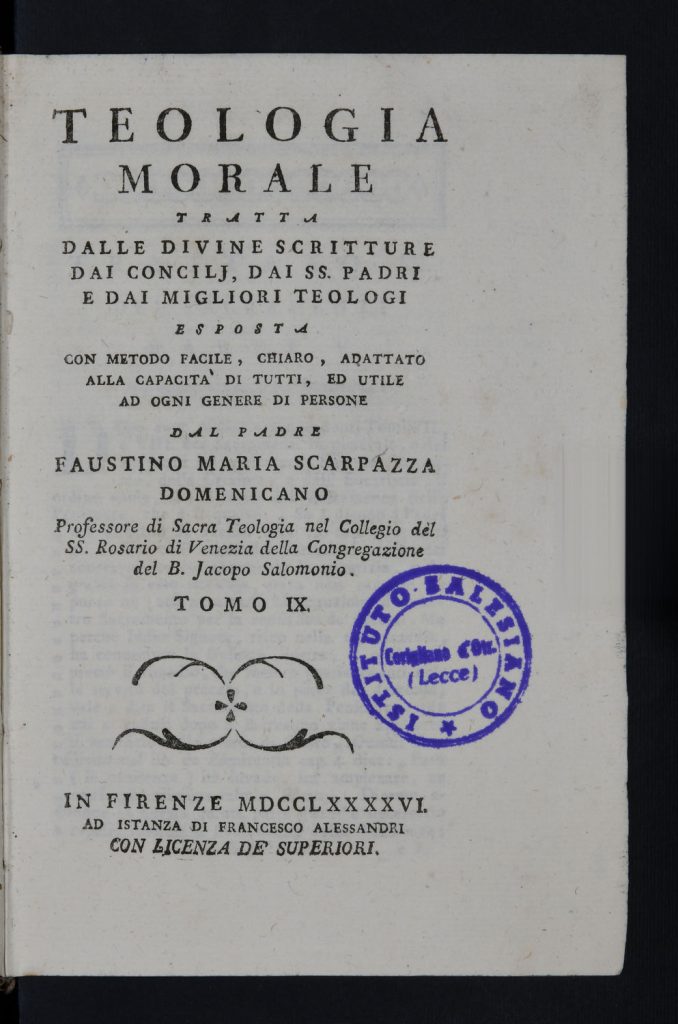 TEOLOGIA
MORALE
TRATTA
DALLE DIVINE SCRITTURE
DAI CONCILJ, DAI SS. PADRI
E DAI MIGLIORI TEOLOGI
ESPOSTA
CON METODO FACILE, CHIARO, ADATTATO
ALLA CAPACITA' DI TUTTI, ED UTILE
AD OGNI GENERE DI PERSONE
DAL PADRE
FAUSTINO MARIA SCARPAZZA
DOMENICANO
Professore di Sacra Teologia nel Collegio del
SS. Rosario di Venezia della Congregazione
del B. Jacopo Salomonio.
TOMO IX.
ISTITUTO·SALESIANO
Corigliano d'Otr.
(Lecce)
IN FIRENZE MDCCLXXXXVI.
AD ISTANZA DI FRANCESCO ALESSANDRI
CON LICENZA DE' SUPERIORI.